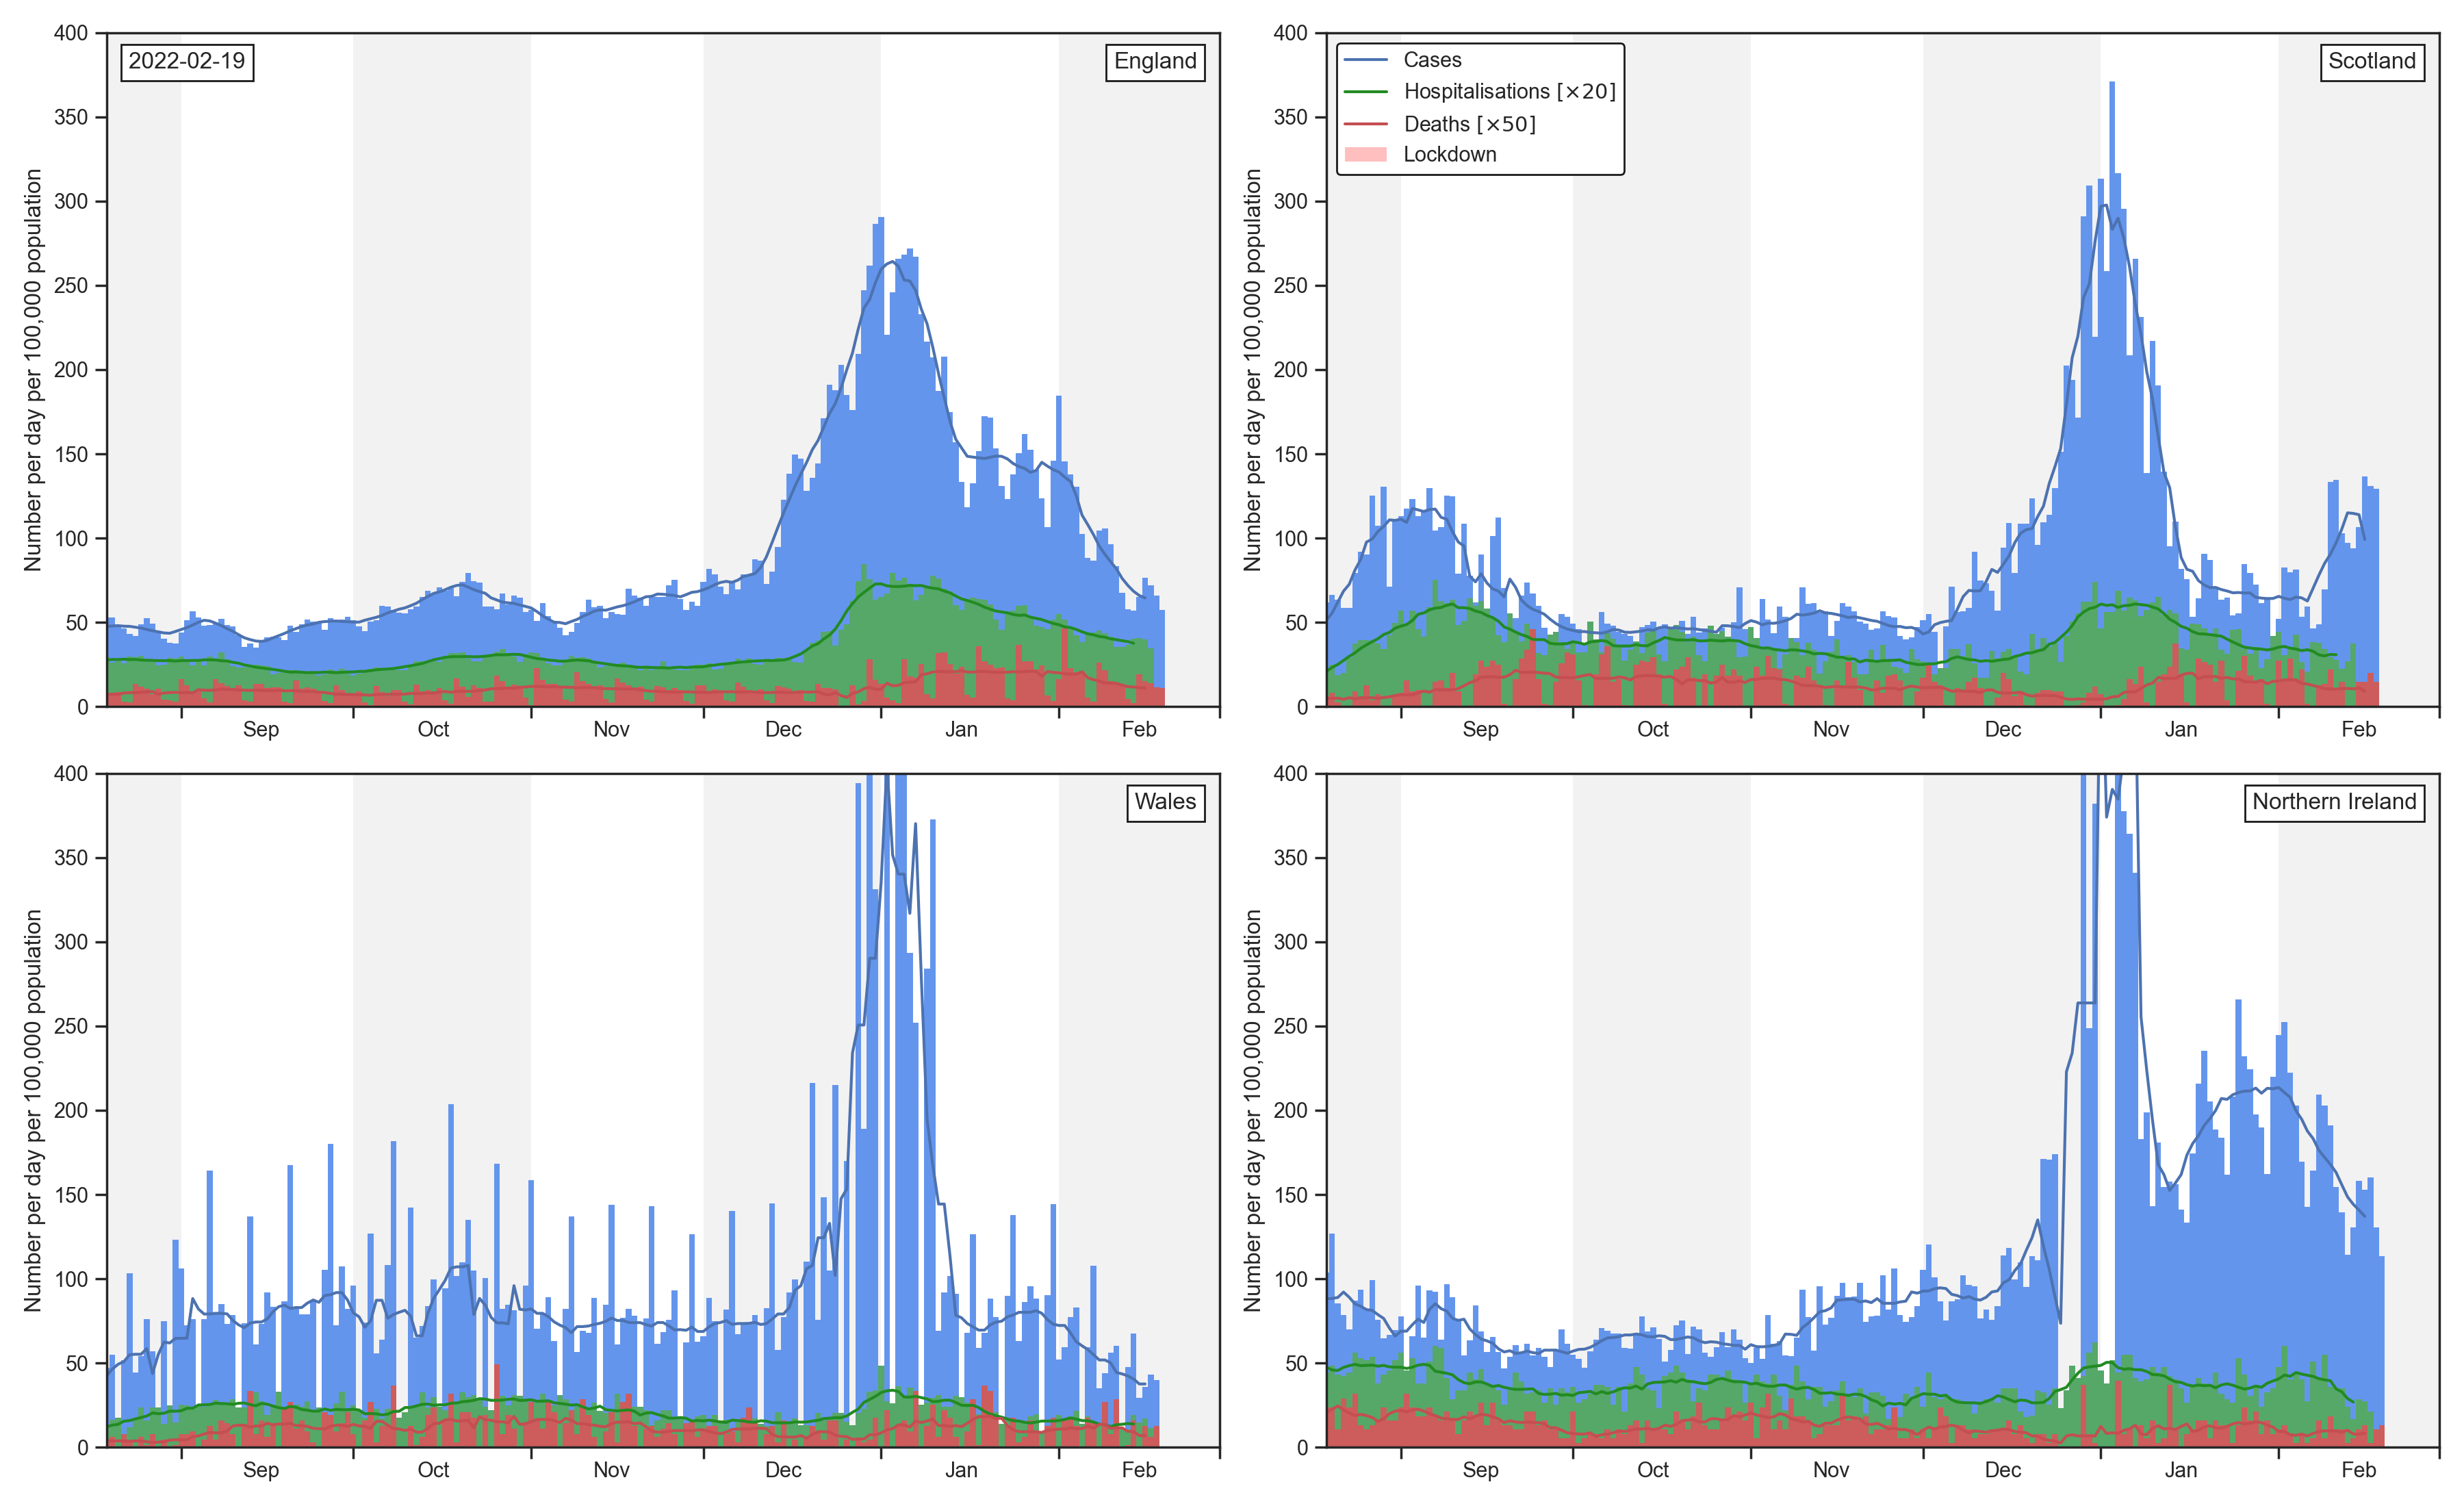 2022-02-19
England
Number per day per 100,000 population
400
350
300
250
200
150
100
50
0
Sep
Oct
Nov
Dec
Jan
Feb
Scotland
Cases
Hospitalisations [×20]
Deaths [×50]
Lockdown
Number per day per 100,000 population
400
350
300
250
200
150
100
50
0
Sep
Oct
Nov
Dec
Jan
Feb
Wales
Number per day per 100,000 population
400
350
300
250
200
150
100
50
0
Sep
Oct
Nov
Dec
Jan
Feb
Northern Ireland
Number per day per 100,000 population
400
350
300
250
200
150
100
50
0
Sep
Oct
Nov
Dec
Jan
Feb